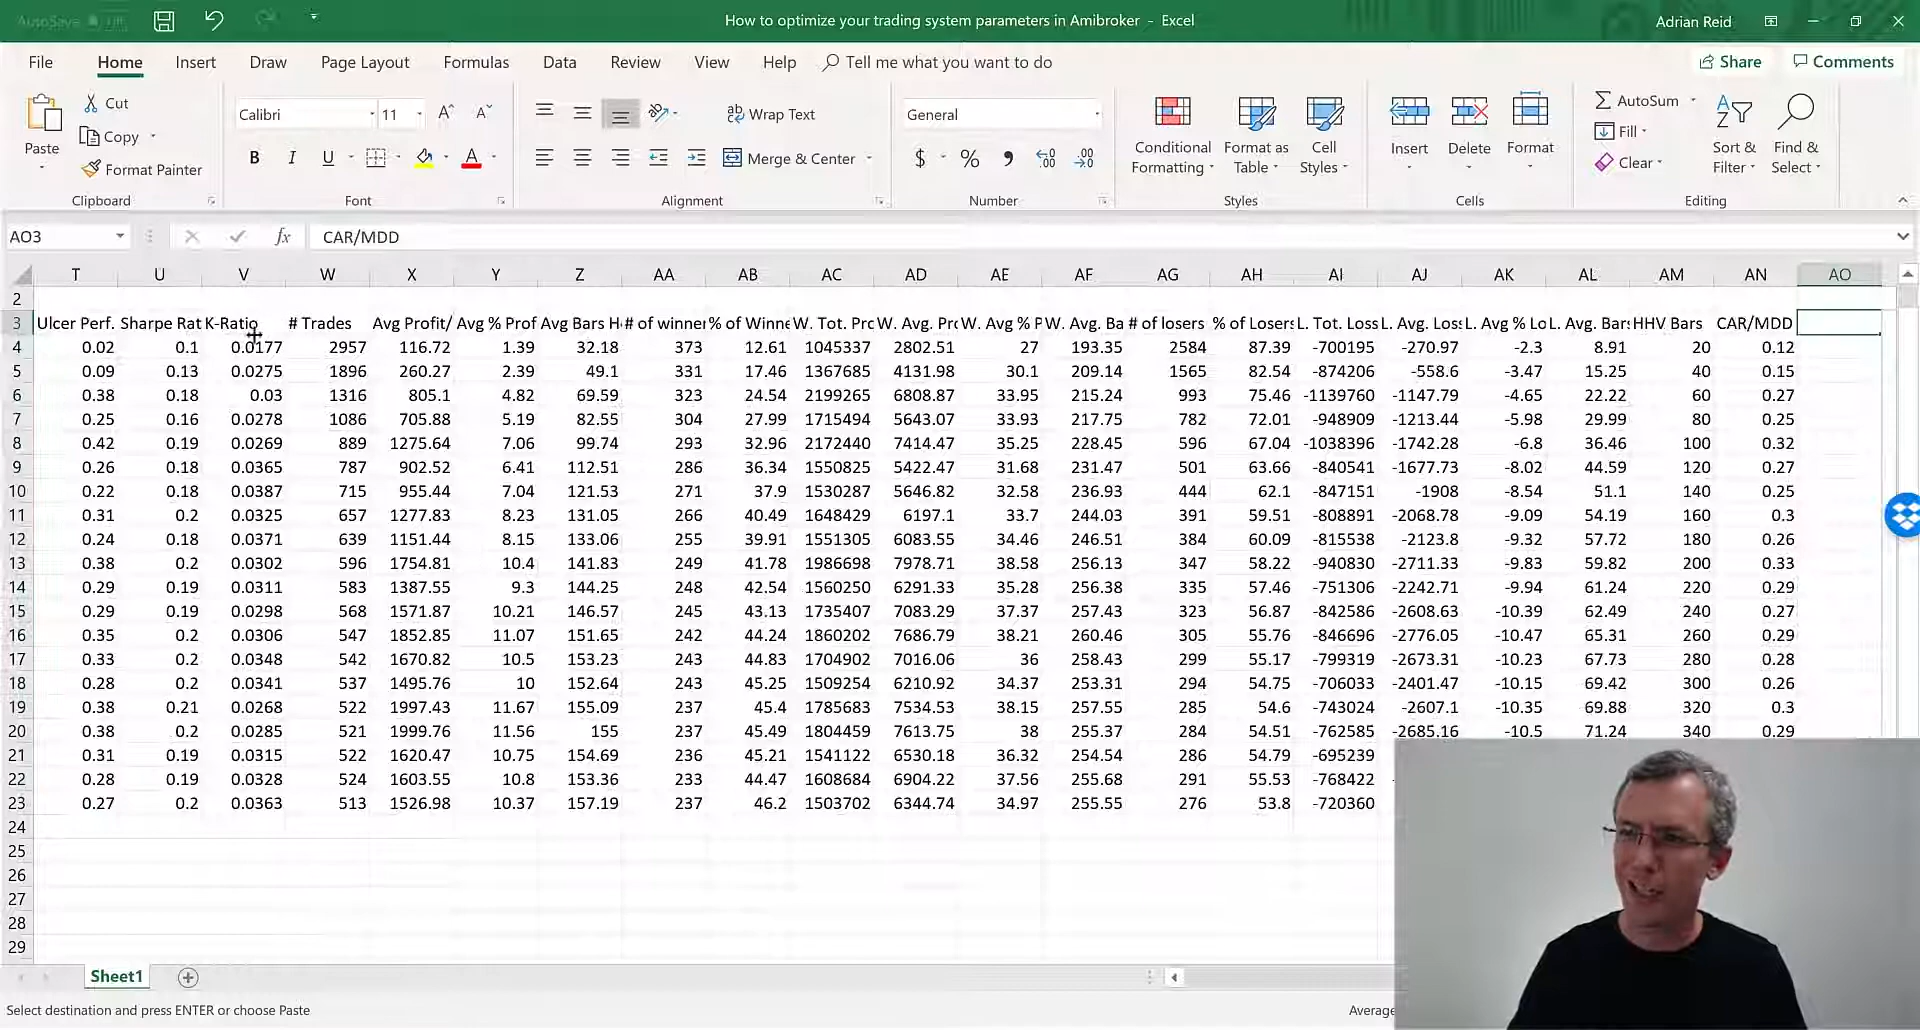 AutoSave Off
How to optimize your trading system parameters in Amibroker - Excel
Adrian Reid
File Home Insert Draw Page Layout Formulas Data Review View Help Tell me what you want to do
Share Comments
Paste Cut Copy Format Painter
Calibri 11
B I U
Wrap Text
Merge & Center
General
$ % 9
Conditional Formatting
Format as Table
Cell Styles
Insert Delete Format
AutoSum
Fill
Clear
Sort & Filter
Find & Select
Clipboard Font Alignment Number Styles Cells Editing
AO3 fx CAR/MDD
T U V W X Y Z AA AB AC AD AE AF AG AH AI AJ AK AL AM AN AO
2
3 Ulcer Perf. Sharpe Rat K-Ratio # Trades Avg Profit/ Avg % Prof Avg Bars H # of winner % of Winne W. Tot. Prc W. Avg. Pr W. Avg % P W. Avg. Ba # of losers % of Losers L. Tot. Loss L. Avg. Los L. Avg % Lo L. Avg. Bars HHV Bars CAR/MDD
4 0.02 0.1 0.0177 2957 116.72 1.39 32.18 373 12.61 1045337 2802.51 27 193.35 2584 87.39 -700195 -270.97 -2.3 8.91 20 0.12
5 0.09 0.13 0.0275 1896 260.27 2.39 49.1 331 17.46 1367685 4131.98 30.1 209.14 1565 82.54 -874206 -558.6 -3.47 15.25 40 0.15
6 0.38 0.18 0.03 1316 805.1 4.82 69.59 323 24.54 2199265 6808.87 33.95 215.24 993 75.46 -1139760 -1147.79 -4.65 22.22 60 0.27
7 0.25 0.16 0.0278 1086 705.88 5.19 82.55 304 27.99 1715494 5643.07 33.93 217.75 782 72.01 -948909 -1213.44 -5.98 29.99 80 0.25
8 0.42 0.19 0.0269 889 1275.64 7.06 99.74 293 32.96 2172440 7414.47 35.25 228.45 596 67.04 -1038396 -1742.28 -6.8 36.46 100 0.32
9 0.26 0.18 0.0365 787 902.52 6.41 112.51 286 36.34 1550825 5422.47 31.68 231.47 501 63.66 -840541 -1677.73 -8.02 44.59 120 0.27
10 0.22 0.18 0.0387 715 955.44 7.04 121.53 271 37.9 1530287 5646.82 32.58 236.93 444 62.1 -847151 -1908 -8.54 51.1 140 0.25
11 0.31 0.2 0.0325 657 1277.83 8.23 131.05 266 40.49 1648429 6197.1 33.7 244.03 391 59.51 -808891 -2068.78 -9.09 54.19 160 0.3
12 0.24 0.18 0.0371 639 1151.44 8.15 133.06 255 39.91 1551305 6083.55 34.46 246.51 384 60.09 -815538 -2123.8 -9.32 57.72 180 0.26
13 0.38 0.2 0.0302 596 1754.81 10.4 141.83 249 41.78 1986698 7978.71 38.58 256.13 347 58.22 -940830 -2711.33 -9.83 59.82 200 0.33
14 0.29 0.19 0.0311 583 1387.55 9.3 144.25 248 42.54 1560250 6291.33 35.28 256.38 335 57.46 -751306 -2242.71 -9.94 61.24 220 0.29
15 0.29 0.19 0.0298 568 1571.87 10.21 146.57 245 43.13 1735407 7083.29 37.37 257.43 323 56.87 -842586 -2608.63 -10.39 62.49 240 0.27
16 0.35 0.2 0.0306 547 1852.85 11.07 151.65 242 44.24 1860202 7686.79 38.21 260.46 305 55.76 -846696 -2776.05 -10.47 65.31 260 0.29
17 0.33 0.2 0.0348 542 1670.82 10.5 153.23 243 44.83 1704902 7016.06 36 258.43 299 55.17 -799319 -2673.31 -10.23 67.73 280 0.28
18 0.28 0.2 0.0341 537 1495.76 10 152.64 243 45.25 1509254 6210.92 34.37 253.31 294 54.75 -706033 -2401.47 -10.15 69.42 300 0.26
19 0.38 0.21 0.0268 522 1997.43 11.67 155.09 237 45.4 1785683 7534.53 38.15 257.55 285 54.6 -743024 -2607.1 -10.35 69.88 320 0.3
20 0.38 0.2 0.0285 521 1999.76 11.56 155 237 45.49 1804459 7613.75 38 255.37 284 54.51 -762585 -2685.16 -10.5 71.24 340 0.29
21 0.31 0.19 0.0315 522 1620.47 10.75 154.69 236 45.21 1541122 6530.18 36.32 254.54 286 54.79 -695239
22 0.28 0.19 0.0328 524 1603.55 10.8 153.36 233 44.47 1608684 6904.22 37.56 255.68 291 55.53 -768422
23 0.27 0.2 0.0363 513 1526.98 10.37 157.19 237 46.2 1503702 6344.74 34.97 255.55 276 53.8 -720360
24
25
26
27
28
29
Sheet1
Select destination and press ENTER or choose Paste
Average